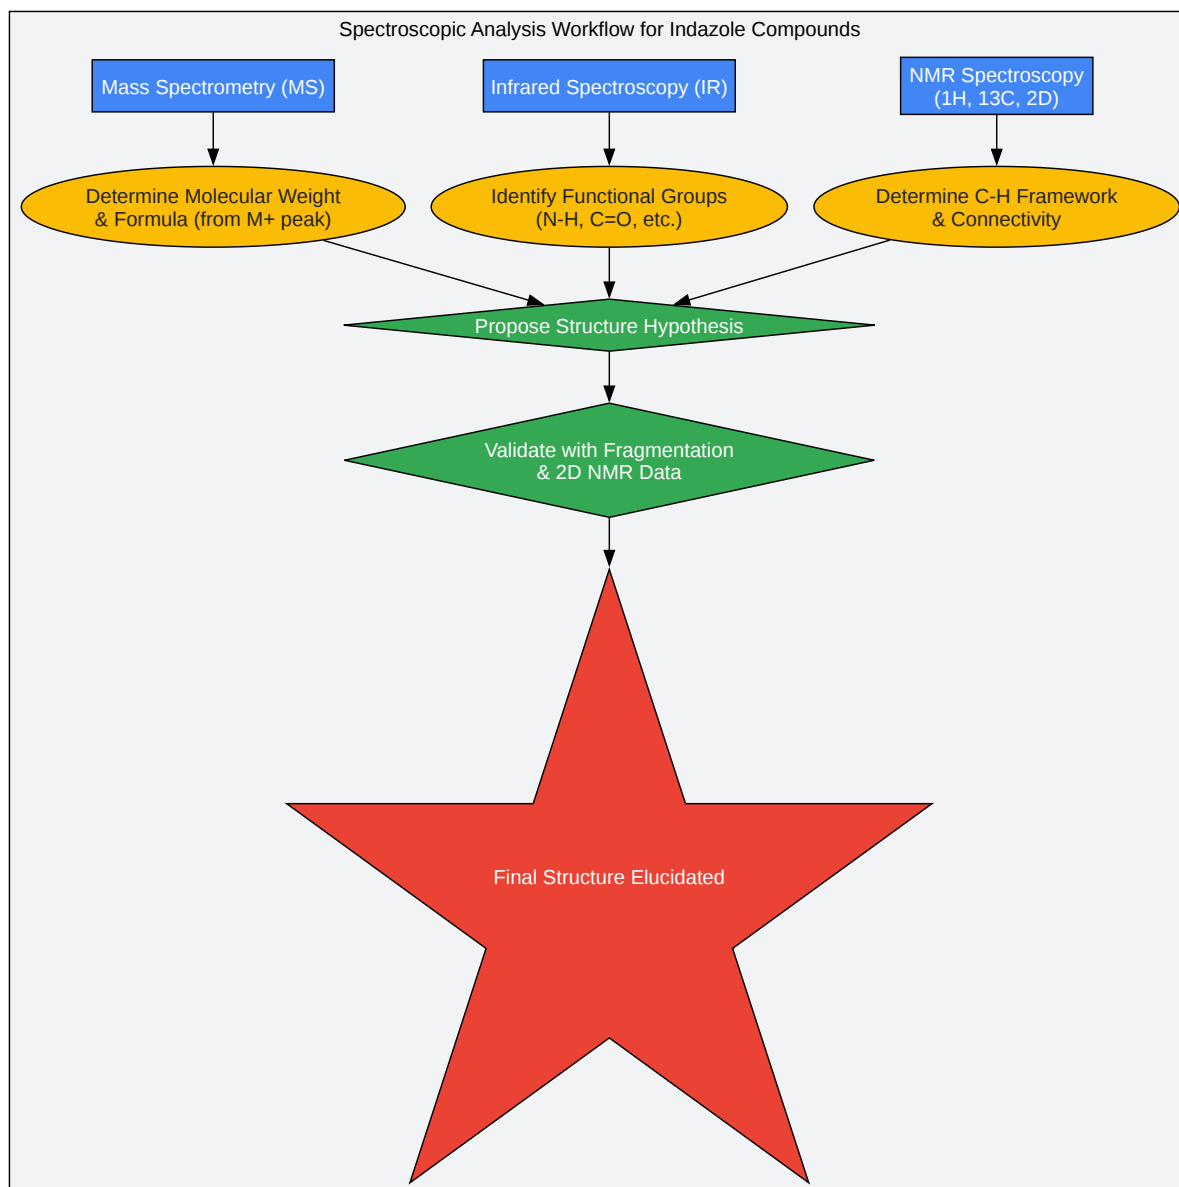 Spectroscopic Analysis Workflow for Indazole Compounds
Mass Spectrometry (MS)
Infrared Spectroscopy (IR)
NMR Spectroscopy
(1H, 13C, 2D)
Determine Molecular Weight
& Formula (from M+ peak)
Identify Functional Groups
(N-H, C=O, etc.)
Determine C-H Framework
& Connectivity
Propose Structure Hypothesis
Validate with Fragmentation
& 2D NMR Data
Final Structure Elucidated